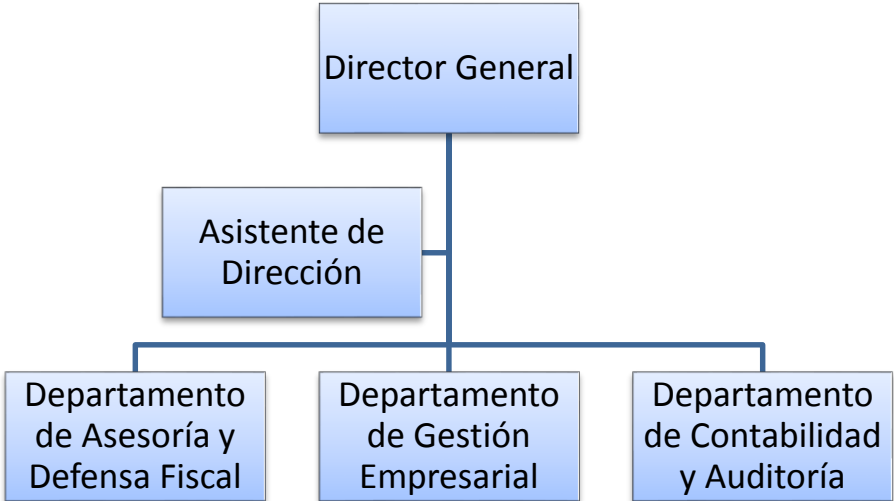 Director General
Asistente de
Dirección
Departamento
de Asesoría y
Defensa Fiscal
Departamento
de Gestión
Empresarial
Departamento
de Contabilidad
y Auditoría